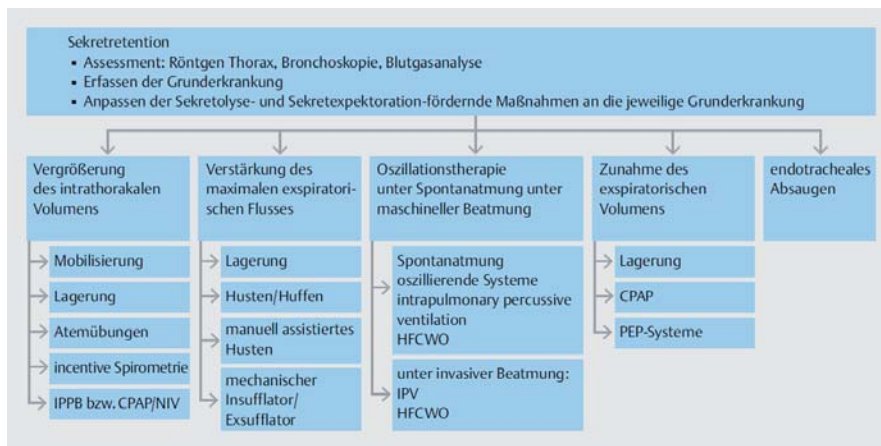 Sekretretention
▪ Assessment: Röntgen Thorax, Bronchoskopie, Blutgasanalyse
▪ Erfassen der Grunderkrankung
▪ Anpassen der Sekretolyse- und Sekretexpektoration-fördernde Maßnahmen an die jeweilige Grunderkrankung
Vergrößerung
des intrathorakalen
Volumens
Mobilisierung
Lagerung
Atemübungen
incentive Spirometrie
IPPB bzw. CPAP/NIV
Verstärkung des
maximalen exspiratori-
schen Flusses
Lagerung
Husten/Huffen
manuell assistiertes
Husten
mechanischer
Insufflator/
Exsufflator
Oszillationstherapie
unter Spontanatmung unter
maschineller Beatmung
Spontanatmung
oszillierende Systeme
intrapulmonary percussive
ventilation
HFCWO
unter invasiver Beatmung:
IPV
HFCWO
Zunahme des
exspiratorischen
Volumens
Lagerung
CPAP
PEP-Systeme
endotracheales
Absaugen